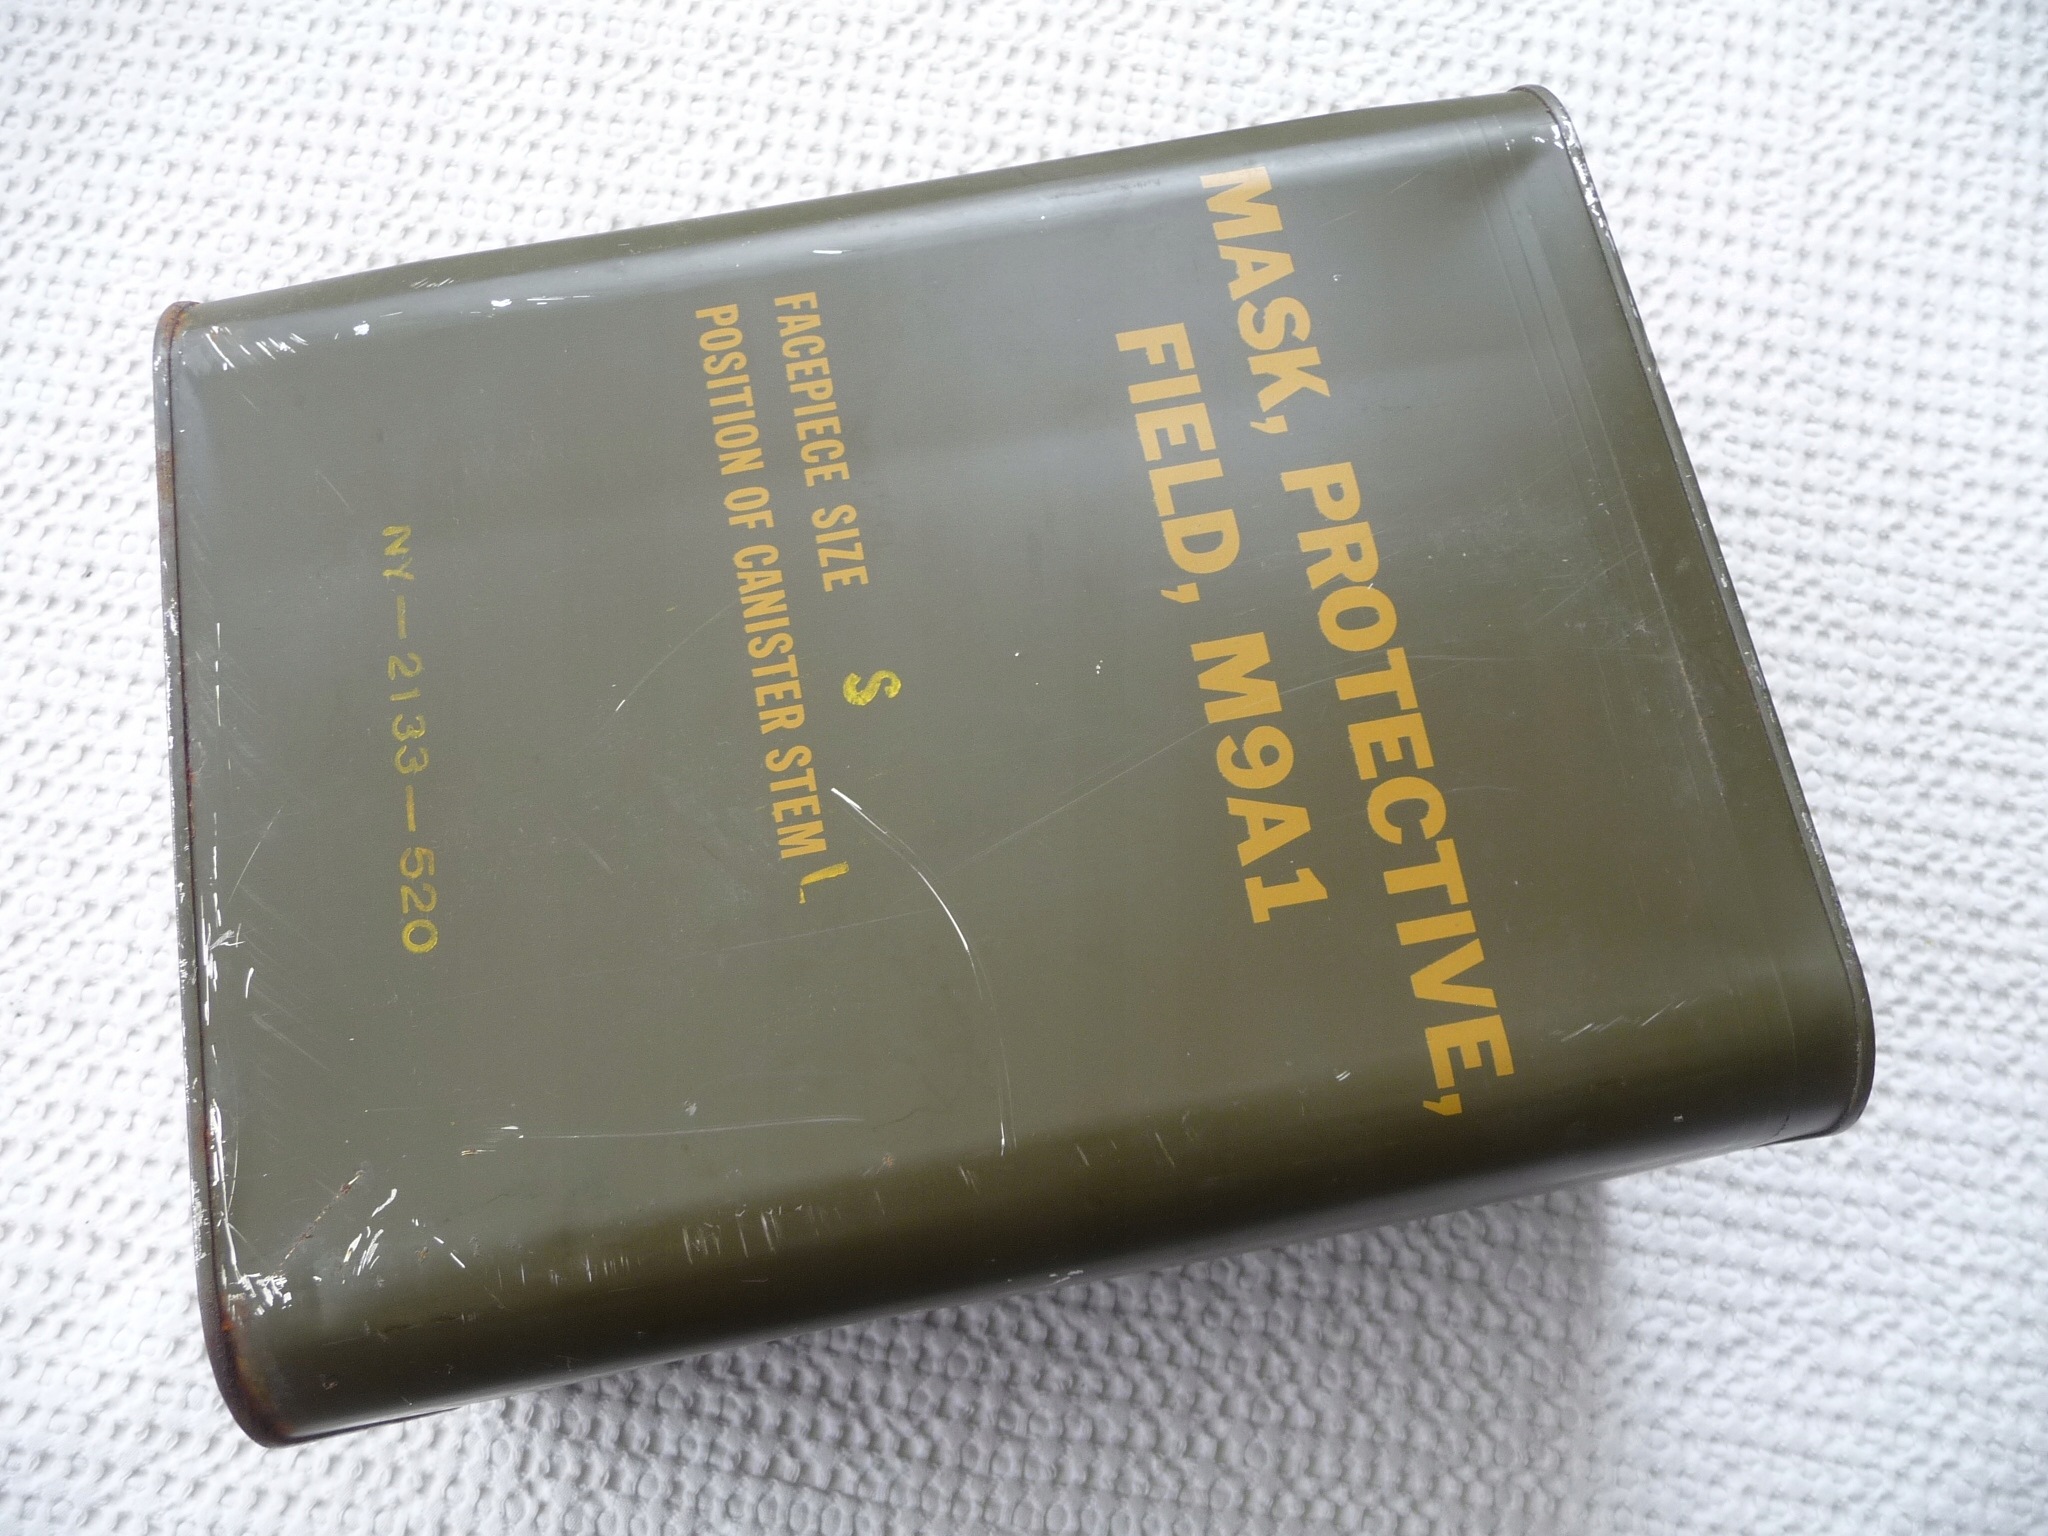 MASK, PROTECTIVE,
FIELD, M9A1
FACEPIECE SIZE S
POSITION OF CANISTER STEM L
NY-2133-520